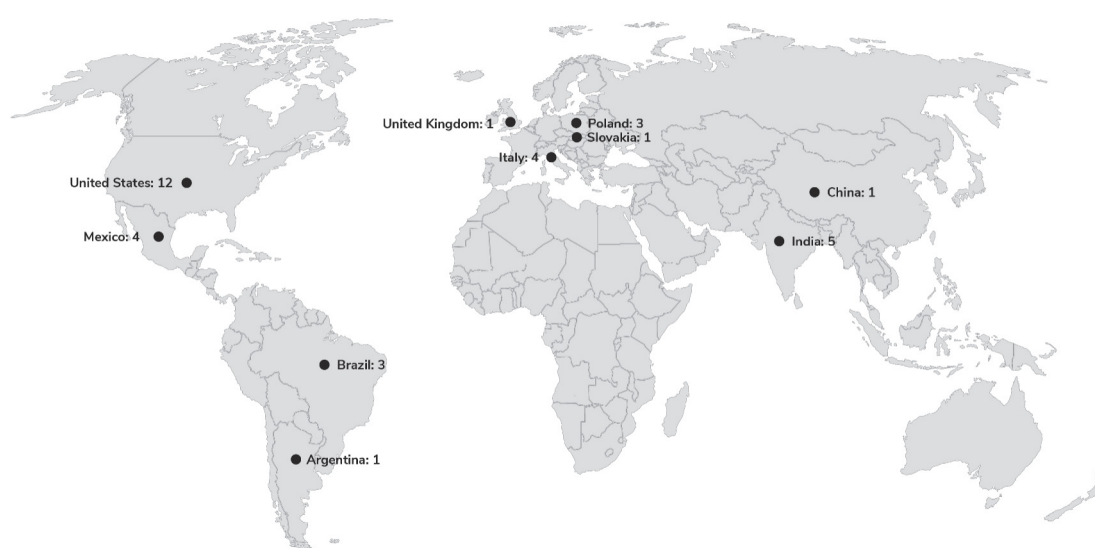 United Kingdom: 1
Poland: 3
Slovakia: 1
Italy: 4
United States: 12
China: 1
Mexico: 4
India: 5
Brazil: 3
Argentina: 1